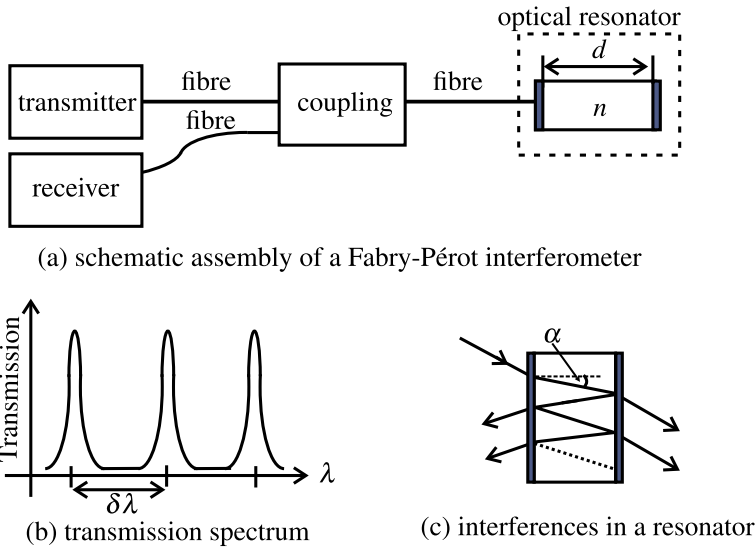 optical resonator
d
fibre
fibre
transmitter
coupling
n
fibre
receiver
(a) schematic assembly of a Fabry-Pérot interferometer
Transmission
λ
δλ
(b) transmission spectrum
α
(c) interferences in a resonator